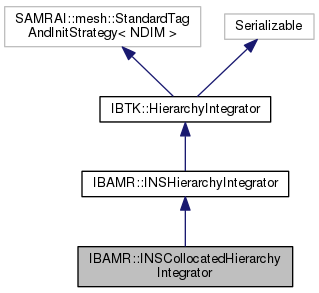 SAMRAI::mesh::StandardTag
AndInitStrategy< NDIM >
Serializable
IBTK::HierarchyIntegrator
IBAMR::INSHierarchyIntegrator
IBAMR::INSCollocatedHierarchy
Integrator